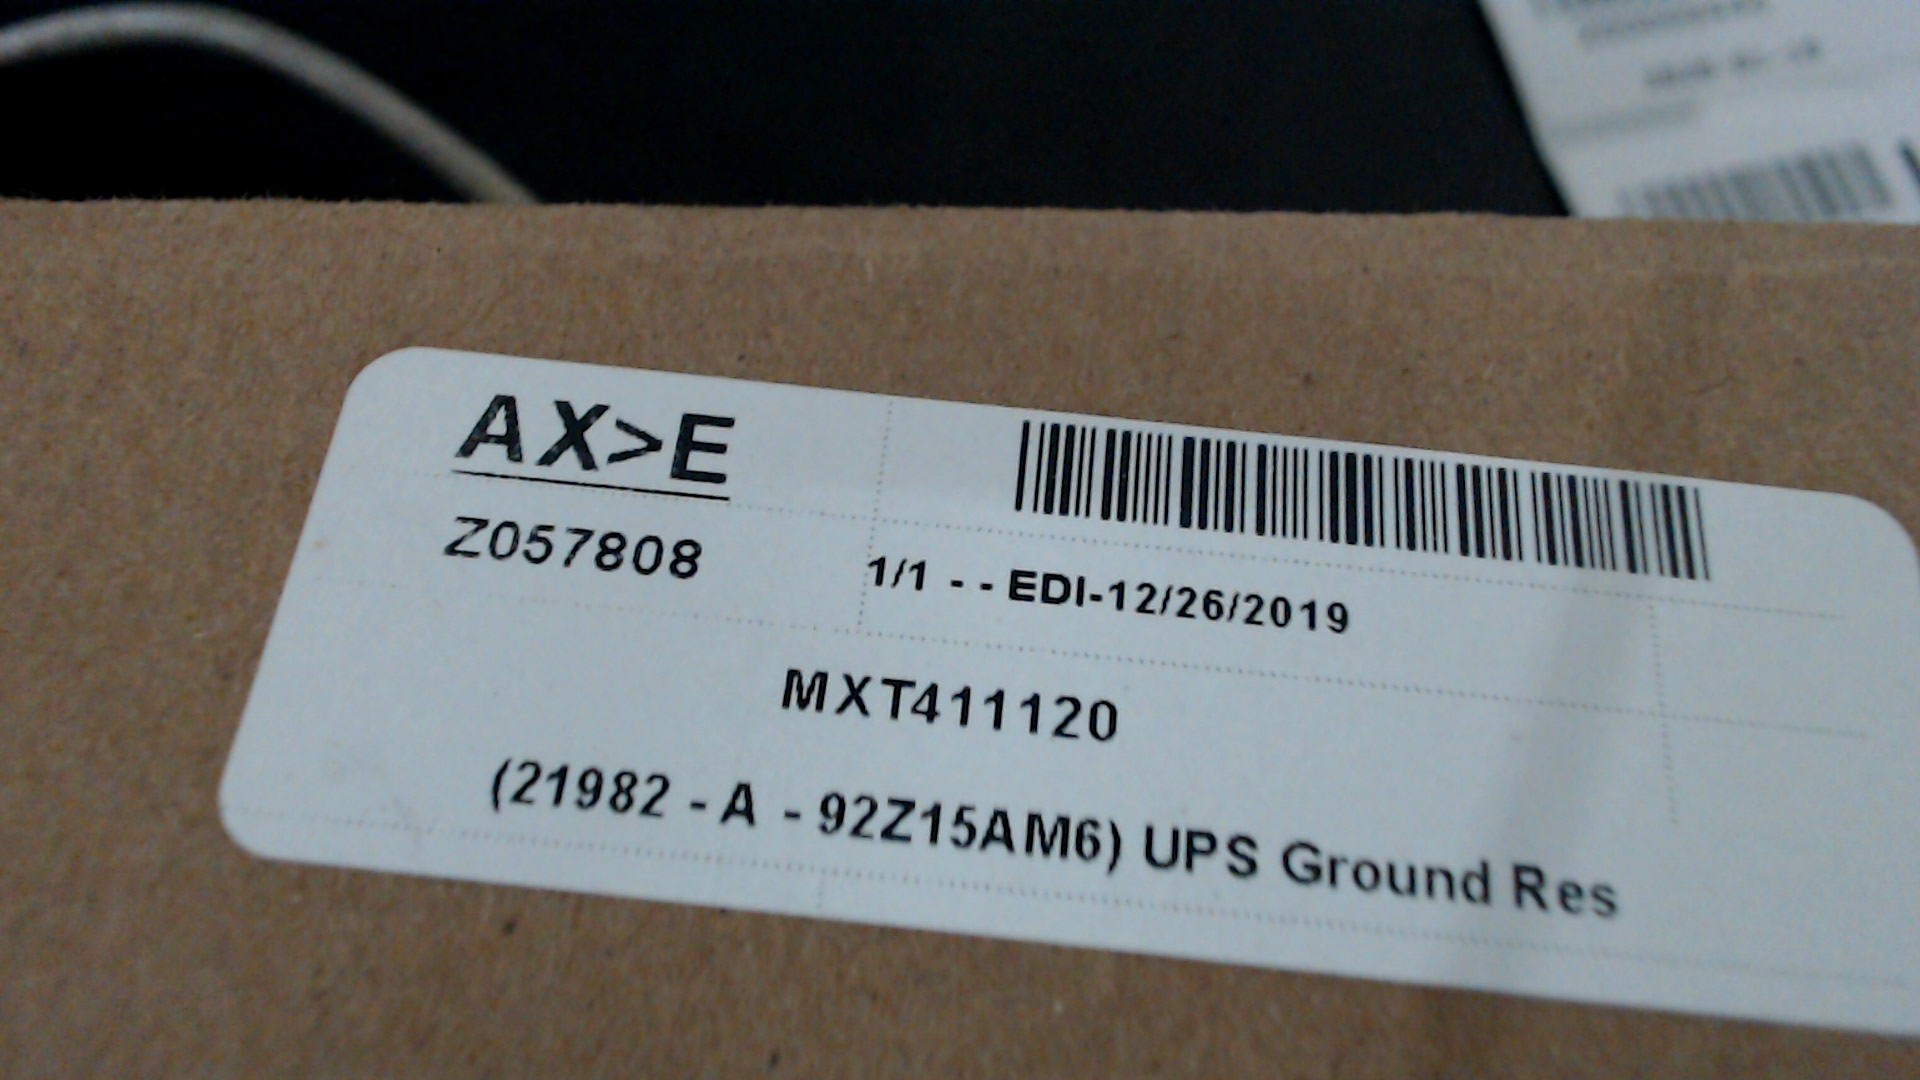 AX>E
Z057808
1/1 - - EDI-12/26/2019
MXT411120
(21982 - A - 92Z15AM6) UPS Ground Res